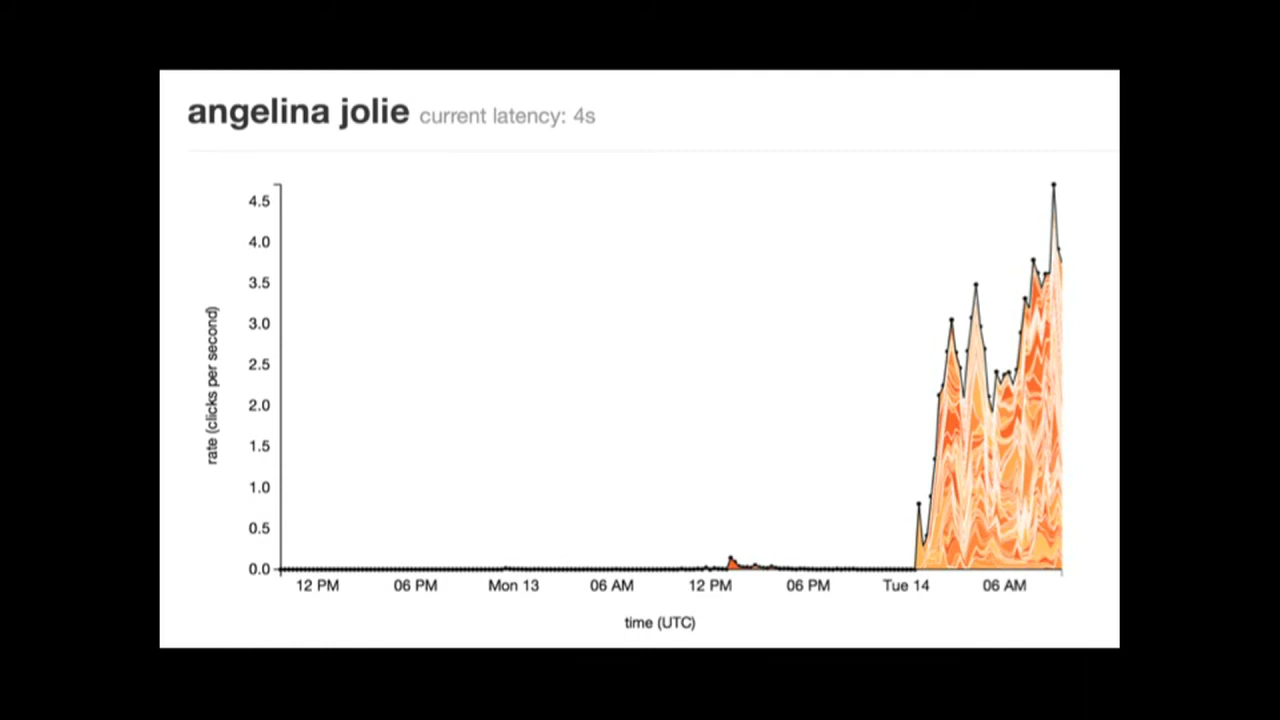 angelina jolie current latency: 4s
4.5
4.0
3.5
3.0
2.5
2.0
1.5
1.0
0.5
0.0
rate (clicks per second)
12 PM 06 PM Mon 13 06 AM 12 PM 06 PM Tue 14 06 AM
time (UTC)